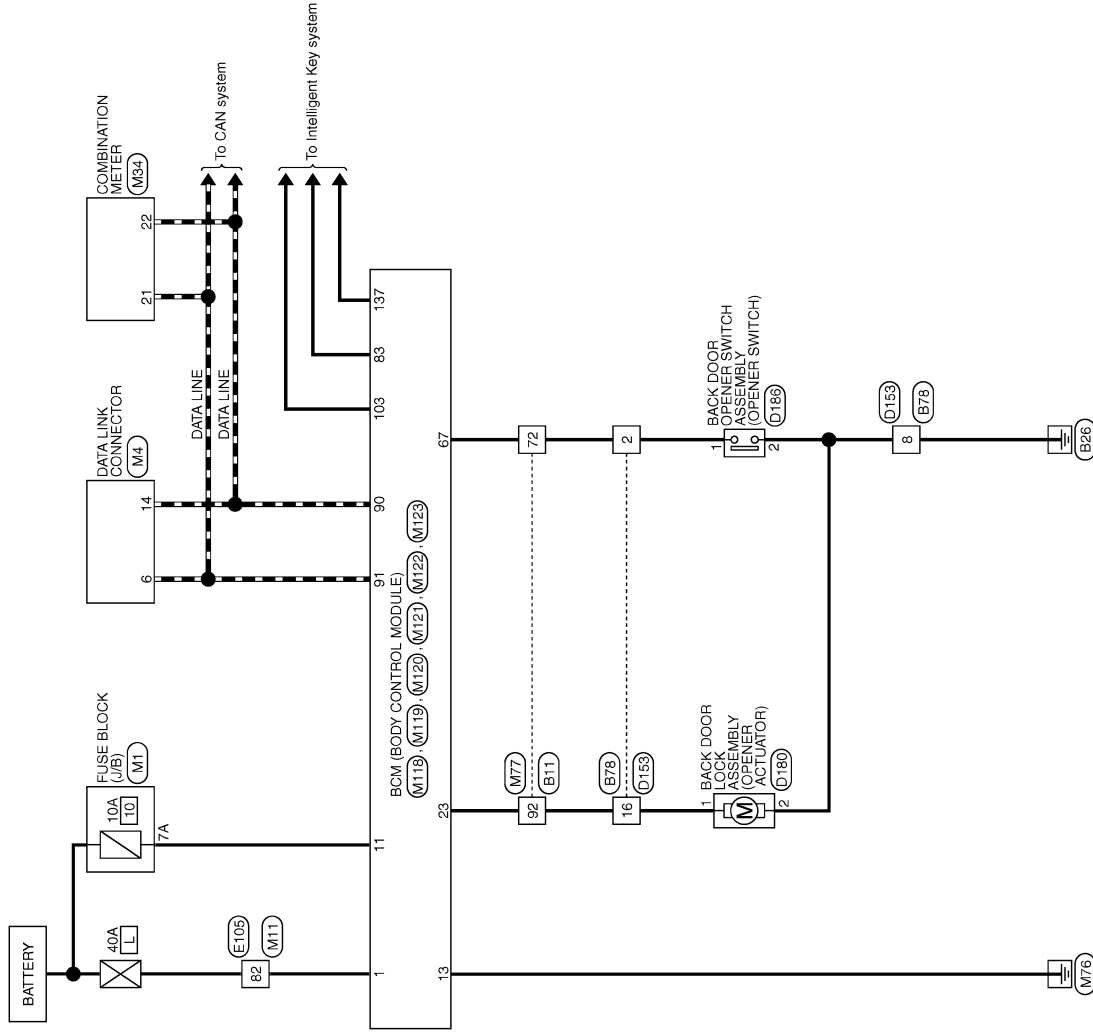 BATTERY
40A
L
E105
82
M11
1
FUSE BLOCK
(J/B)
M1
10A
10
7A
11
DATA LINK
CONNECTOR
M4
6
14
91
90
COMBINATION
METER
M34
21
22
DATA LINE
DATA LINE
To CAN system
To Intelligent Key system
103
83
137
BCM (BODY CONTROL MODULE)
M118 , M119 , M120 , M121 , M122 , M123
13
23
67
M77
92
B11
72
B78
16
D153
2
1
BACK DOOR
LOCK
ASSEMBLY
(OPENER
ACTUATOR)
D180
M
2
1
BACK DOOR
OPENER SWITCH
ASSEMBLY
(OPENER SWITCH)
D186
2
D153
8
B78
M76
B26